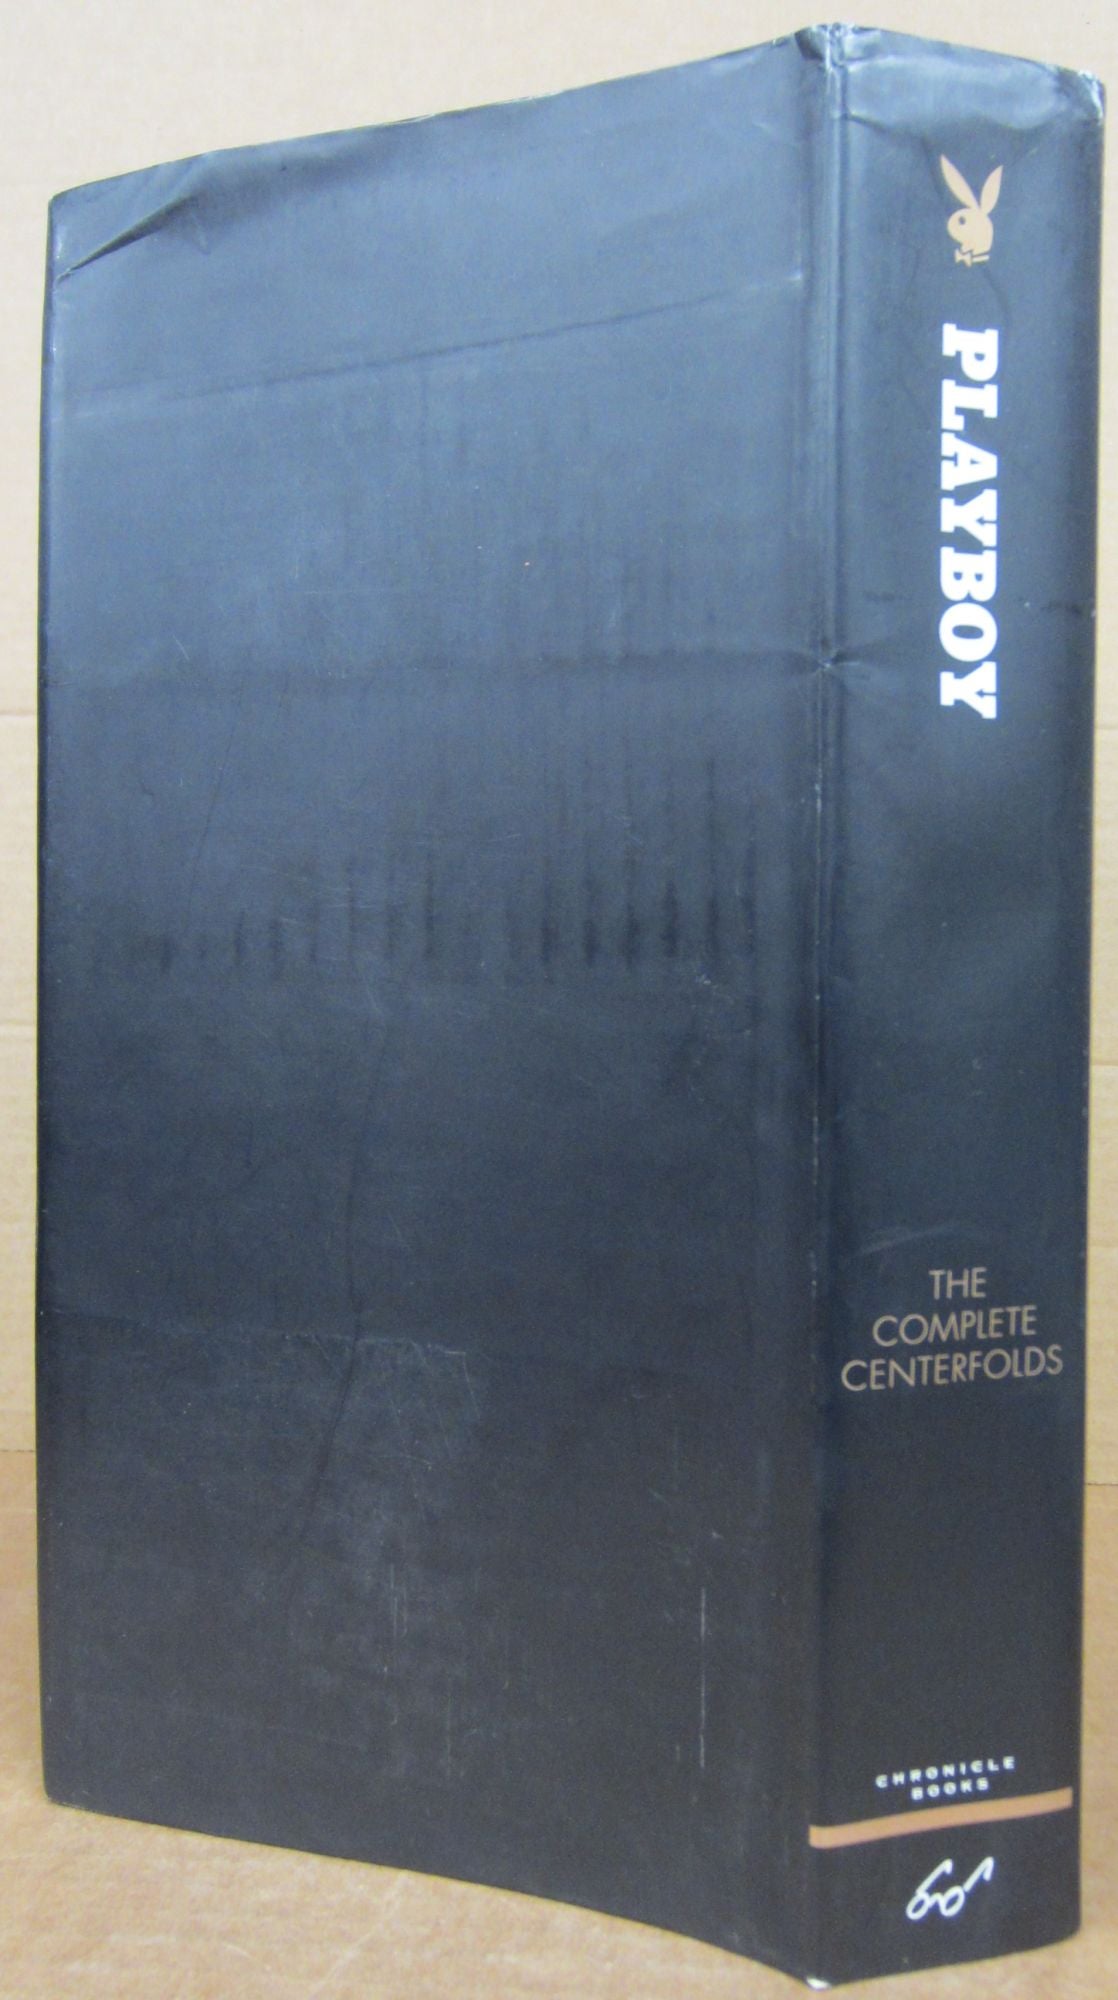 PLAYBOY
THE
COMPLETE
CENTERFOLDS
CHRONICLE
BOOKS